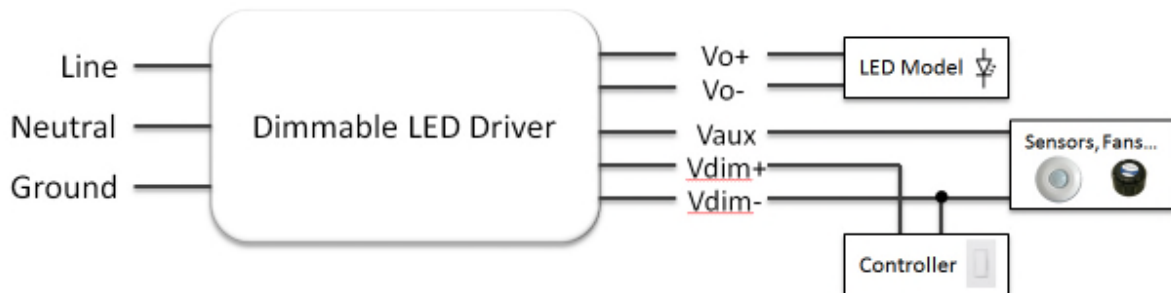 Line
Neutral
Ground
Dimmable LED Driver
Vo+
Vo-
Vaux
Vdim+
Vdim-
LED Model
Sensors, Fans...
Controller